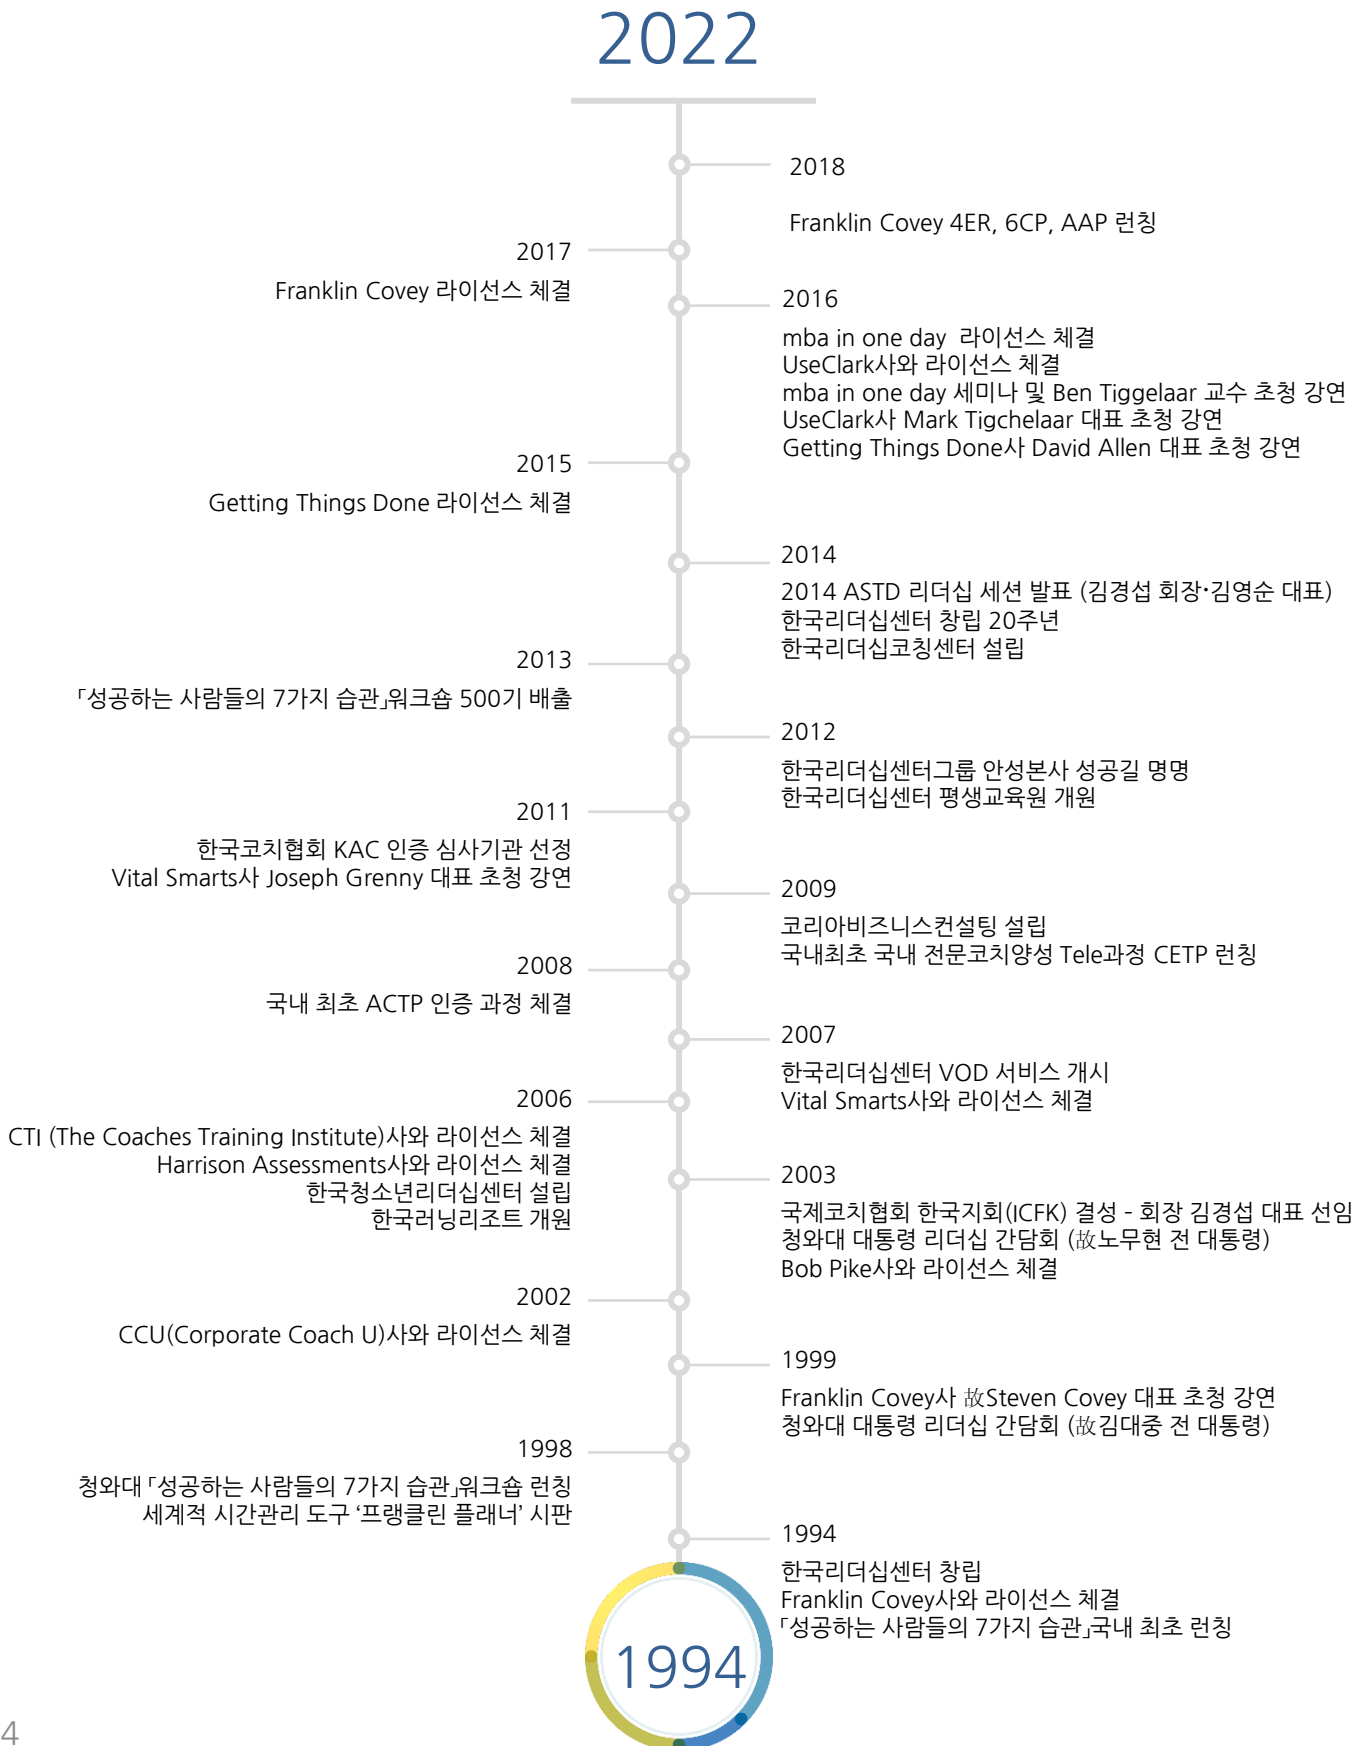 2022
2018
Franklin Covey 4ER, 6CP, AAP 런칭
2017
Franklin Covey 라이선스 체결
2016
mba in one day 라이선스 체결
UseClark사와 라이선스 체결
mba in one day 세미나 및 Ben Tiggelaar 교수 초청 강연
UseClark사 Mark Tigchelaar 대표 초청 강연
Getting Things Done사 David Allen 대표 초청 강연
2015
Getting Things Done 라이선스 체결
2014
2014 ASTD 리더십 세션 발표 (김경섭 회장·김영순 대표)
한국리더십센터 창립 20주년
한국리더십코칭센터 설립
2013
「성공하는 사람들의 7가지 습관」워크숍 500기 배출
2012
한국리더십센터그룹 안성본사 성공길 명명
한국리더십센터 평생교육원 개원
2011
한국코치협회 KAC 인증 심사기관 선정
Vital Smarts사 Joseph Grenny 대표 초청 강연
2009
코리아비즈니스컨설팅 설립
국내최초 국내 전문코치양성 Tele과정 CETP 런칭
2008
국내 최초 ACTP 인증 과정 체결
2007
한국리더십센터 VOD 서비스 개시
Vital Smarts사와 라이선스 체결
2006
CTI (The Coaches Training Institute)사와 라이선스 체결
Harrison Assessments사와 라이선스 체결
한국청소년리더십센터 설립
한국러닝리조트 개원
2003
국제코치협회 한국지회(ICFK) 결성 - 회장 김경섭 대표 선임
청와대 대통령 리더십 간담회 (故노무현 전 대통령)
Bob Pike사와 라이선스 체결
2002
CCU(Corporate Coach U)사와 라이선스 체결
1999
Franklin Covey사 故Steven Covey 대표 초청 강연
청와대 대통령 리더십 간담회 (故김대중 전 대통령)
1998
청와대「성공하는 사람들의 7가지 습관」워크숍 런칭
세계적 시간관리 도구 ‘프랭클린 플래너’ 시판
1994
한국리더십센터 창립
Franklin Covey사와 라이선스 체결
「성공하는 사람들의 7가지 습관」국내 최초 런칭
1994
4